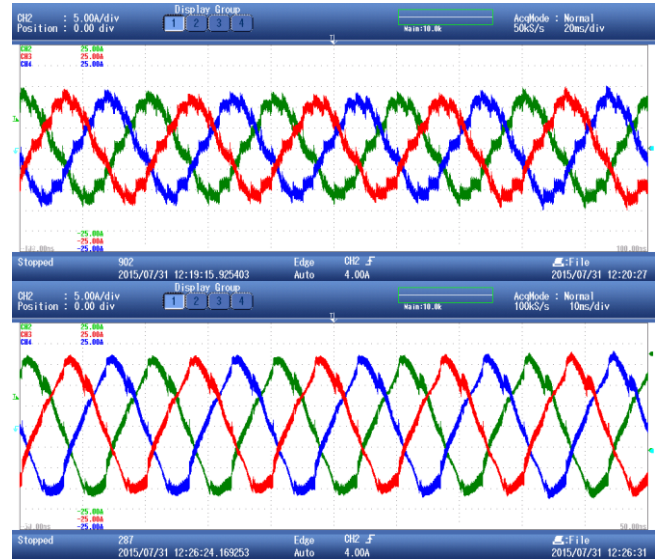 CH2 : 5.00A/div
Position : 0.00 div
Display Group
1 2 3 4
Main:10.0k
AcqMode : Normal
50kS/s 20ms/div
CH2 25.00A
CH3 25.00A
CH4 25.00A
-25.00A
-25.00A
-25.00A
100.00ms
Stopped 902 Edge CH2 :File
2015/07/31 12:19:15.925403 Auto 4.00A 2015/07/31 12:20:27
CH2 : 5.00A/div
Position : 0.00 div
Display Group
1 2 3 4
Main:10.0k
AcqMode : Normal
100kS/s 10ms/div
CH2 25.00A
CH3 25.00A
CH4 25.00A
-25.00A
-25.00A
-25.00A
-50.00ms 50.00ms
Stopped 287 Edge CH2 :File
2015/07/31 12:26:24.169253 Auto 4.00A 2015/07/31 12:26:31